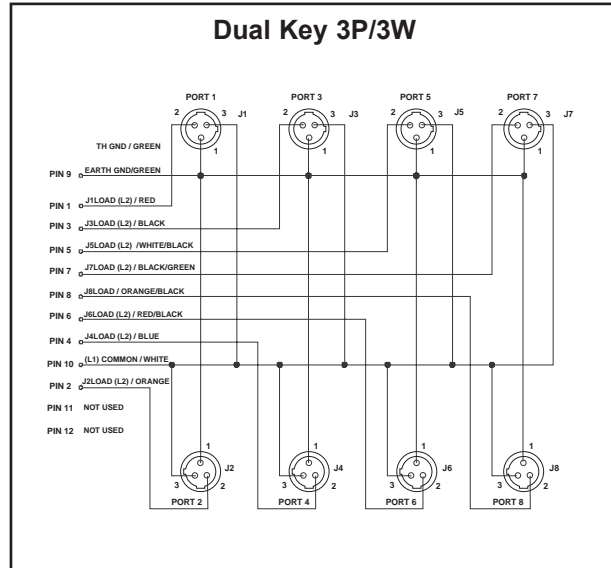 Dual Key 3P/3W
PORT 1 PORT 3 PORT 5 PORT 7
2 3 J1 2 3 J3 2 3 J5 2 3 J7
1 1 1 1
TH GND / GREEN
PIN 9 EARTH GND/GREEN
PIN 1 J1LOAD (L2) / RED
PIN 3 J3LOAD (L2) / BLACK
PIN 5 J5LOAD (L2) /WHITE/BLACK
PIN 7 J7LOAD (L2) / BLACK/GREEN
PIN 8 J8LOAD / ORANGE/BLACK
PIN 6 J6LOAD (L2) / RED/BLACK
PIN 4 J4LOAD (L2) / BLUE
PIN 10 (L1) COMMON / WHITE
PIN 2 J2LOAD (L2) / ORANGE
PIN 11 NOT USED
PIN 12 NOT USED
1 1 1 1
J2 J4 J6 J8
3 2 3 2 3 2 3 2
PORT 2 PORT 4 PORT 6 PORT 8